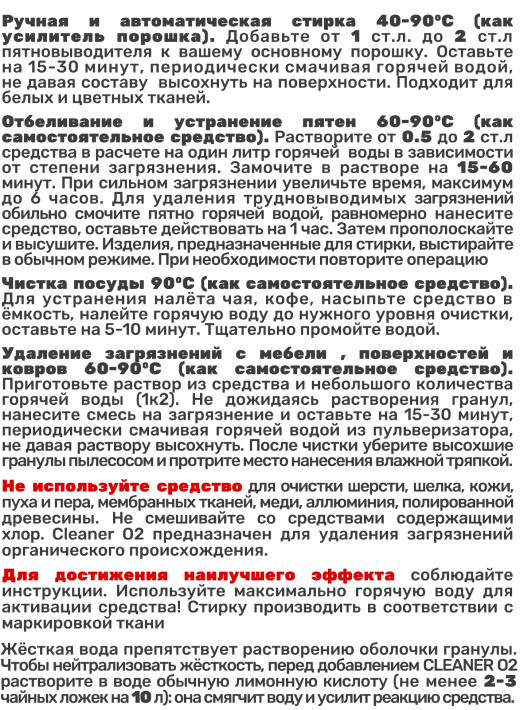 Ручная и автоматическая стирка 40-90ºC (как
усилитель порошка). Добавьте от 1 ст.л. до 2 ст.л
пятновыводителя к вашему основному порошку. Оставьте
на 15-30 минут, периодически смачивая горячей водой,
не давая составу высохнуть на поверхности. Подходит для
белых и цветных тканей.
Отбеливание и устранение пятен 60-90ºC (как
самостоятельное средство). Растворите от 0.5 до 2 ст.л
средства в расчете на один литр горячей воды в зависимости
от степени загрязнения. Замочите в растворе на 15-60
минут. При сильном загрязнении увеличьте время, максимум
до 6 часов. Для удаления трудновыводимых загрязнений
обильно смочите пятно горячей водой, равномерно нанесите
средство, оставьте действовать на 1 час. Затем прополоскайте
и высушите. Изделия, предназначенные для стирки, выстирайте
в обычном режиме. При необходимости повторите операцию
Чистка посуды 90ºC (как самостоятельное средство).
Для устранения налёта чая, кофе, насыпьте средство в
ёмкость, налейте горячую воду до нужного уровня очистки,
оставьте на 5-10 минут. Тщательно промойте водой.
Удаление загрязнений с мебели , поверхностей и
ковров 60-90ºC (как самостоятельное средство).
Приготовьте раствор из средства и небольшого количества
горячей воды (1к2). Не дожидаясь растворения гранул,
нанесите смесь на загрязнение и оставьте на 15-30 минут,
периодически смачивая горячей водой из пульверизатора,
не давая раствору высохнуть. После чистки уберите высохшие
гранулы пылесосом и протрите место нанесения влажной тряпкой.
Не используйте средство для очистки шерсти, шелка, кожи,
пуха и пера, мембранных тканей, меди, аллюминия, полированной
древесины. Не смешивайте со средствами содержащими
хлор. Cleaner O2 предназначен для удаления загрязнений
органического происхождения.
Для достижения наилучшего эффекта соблюдайте
инструкции. Используйте максимально горячую воду для
активации средства! Стирку производить в соответствии с
маркировкой ткани
Жёсткая вода препятствует растворению оболочки гранулы.
Чтобы нейтрализовать жёсткость, перед добавлением CLEANER O2
растворите в воде обычную лимонную кислоту (не менее 2-3
чайных ложек на 10 л): она смягчит воду и усилит реакцию средства.